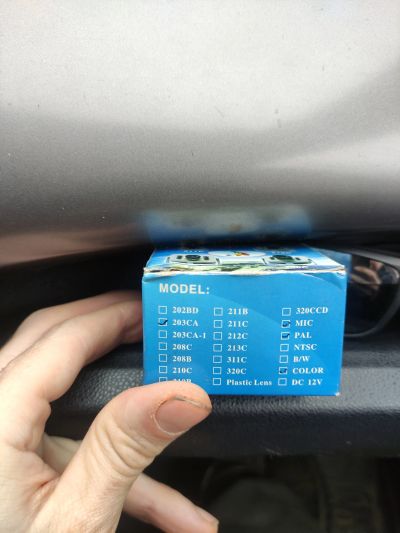 MODEL:
202BD
203CA
203CA-1
208C
208B
210C
210B
211B
211C
212C
213C
311C
320C
Plastic Lens
320CCD
MIC
PAL
NTSC
B/W
COLOR
DC 12V